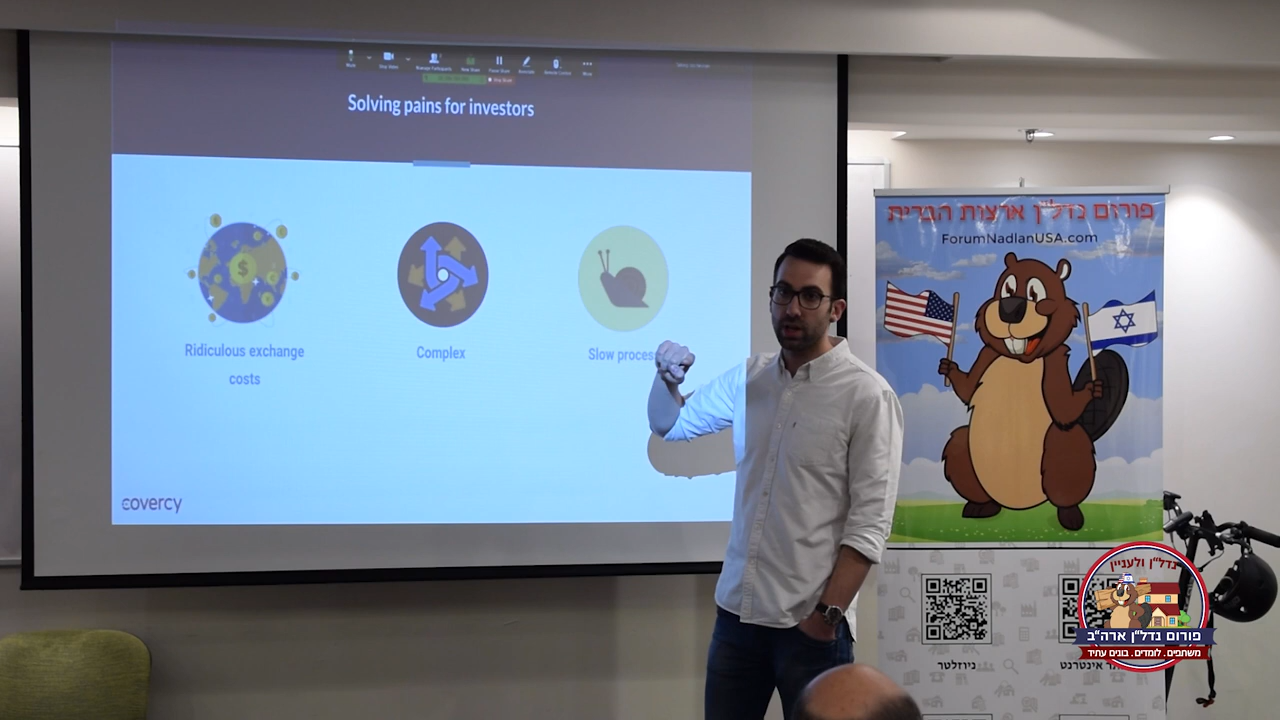 Solving pains for investors
Ridiculous exchange
costs
Complex
Slow process
covercy
פורום נדל"ן ארצות הברית
ForumNadlanUSA.com
ניוזלטר
אינטרנט
נדל"ן ולעניין
פורום נדל"ן ארה"ב
משתפים. לומדים. בונים עתיד